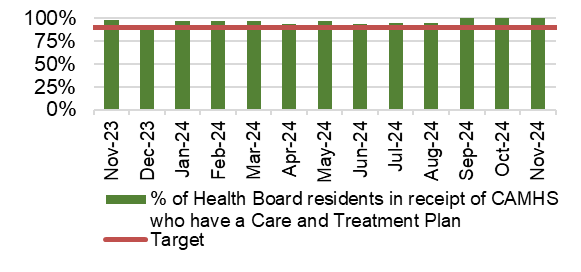 100%
75%
50%
25%
0%
Nov-23
Dec-23
Jan-24
Feb-24
Mar-24
Apr-24
May-24
Jun-24
Jul-24
Aug-24
Sep-24
Oct-24
Nov-24
% of Health Board residents in receipt of CAMHS
who have a Care and Treatment Plan
Target